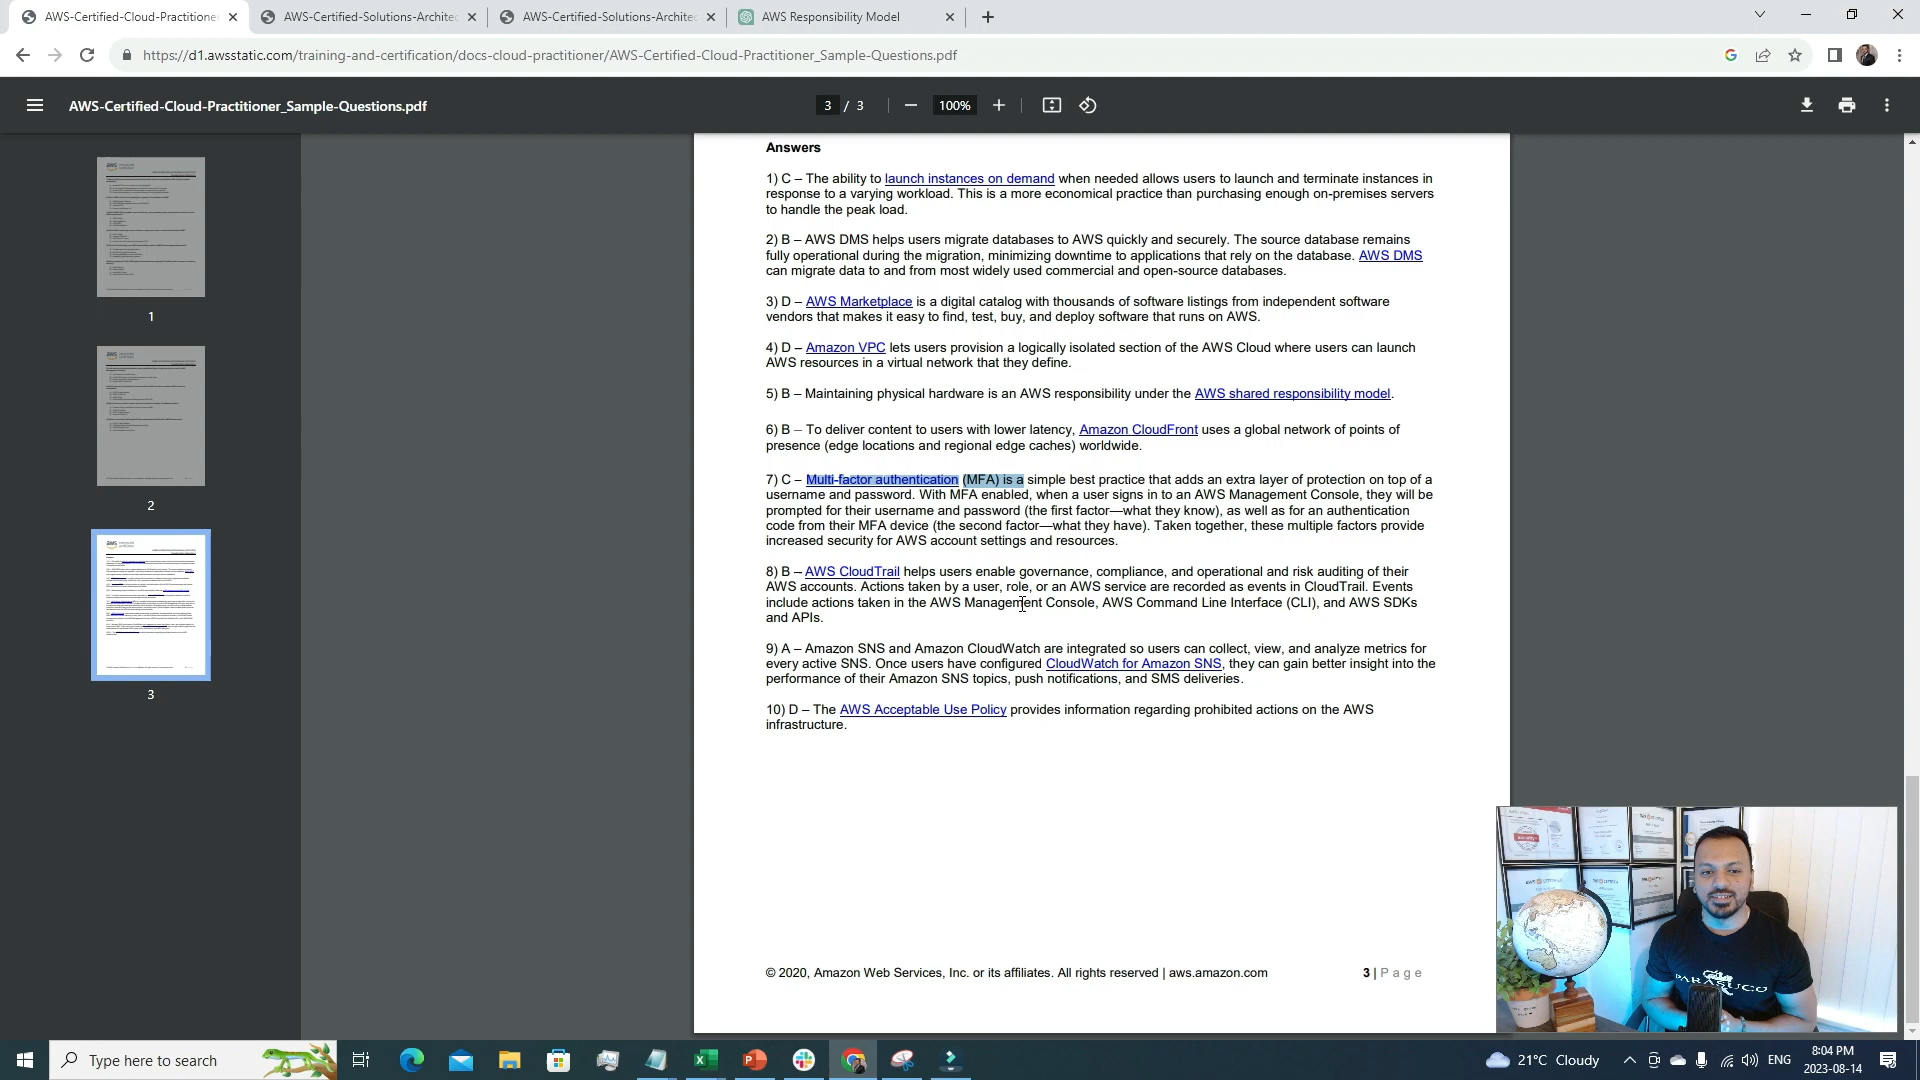 AWS-Certified-Cloud-Practitioner
AWS-Certified-Solutions-Architec
AWS-Certified-Solutions-Architec
AWS Responsibility Model
https://d1.awsstatic.com/training-and-certification/docs-cloud-practitioner/AWS-Certified-Cloud-Practitioner_Sample-Questions.pdf
AWS-Certified-Cloud-Practitioner_Sample-Questions.pdf
3 / 3
100%
1
2
3
Answers
1) C – The ability to launch instances on demand when needed allows users to launch and terminate instances in
response to a varying workload. This is a more economical practice than purchasing enough on-premises servers
to handle the peak load.
2) B – AWS DMS helps users migrate databases to AWS quickly and securely. The source database remains
fully operational during the migration, minimizing downtime to applications that rely on the database. AWS DMS
can migrate data to and from most widely used commercial and open-source databases.
3) D – AWS Marketplace is a digital catalog with thousands of software listings from independent software
vendors that makes it easy to find, test, buy, and deploy software that runs on AWS.
4) D – Amazon VPC lets users provision a logically isolated section of the AWS Cloud where users can launch
AWS resources in a virtual network that they define.
5) B – Maintaining physical hardware is an AWS responsibility under the AWS shared responsibility model.
6) B – To deliver content to users with lower latency, Amazon CloudFront uses a global network of points of
presence (edge locations and regional edge caches) worldwide.
7) C – Multi-factor authentication (MFA) is a simple best practice that adds an extra layer of protection on top of a
username and password. With MFA enabled, when a user signs in to an AWS Management Console, they will be
prompted for their username and password (the first factor—what they know), as well as for an authentication
code from their MFA device (the second factor—what they have). Taken together, these multiple factors provide
increased security for AWS account settings and resources.
8) B – AWS CloudTrail helps users enable governance, compliance, and operational and risk auditing of their
AWS accounts. Actions taken by a user, role, or an AWS service are recorded as events in CloudTrail. Events
include actions taken in the AWS Management Console, AWS Command Line Interface (CLI), and AWS SDKs
and APIs.
9) A – Amazon SNS and Amazon CloudWatch are integrated so users can collect, view, and analyze metrics for
every active SNS. Once users have configured CloudWatch for Amazon SNS, they can gain better insight into the
performance of their Amazon SNS topics, push notifications, and SMS deliveries.
10) D – The AWS Acceptable Use Policy provides information regarding prohibited actions on the AWS
infrastructure.
© 2020, Amazon Web Services, Inc. or its affiliates. All rights reserved | aws.amazon.com
3 | Page
PARASUCO
Type here to search
21°C Cloudy
ENG
8:04 PM
2023-08-14